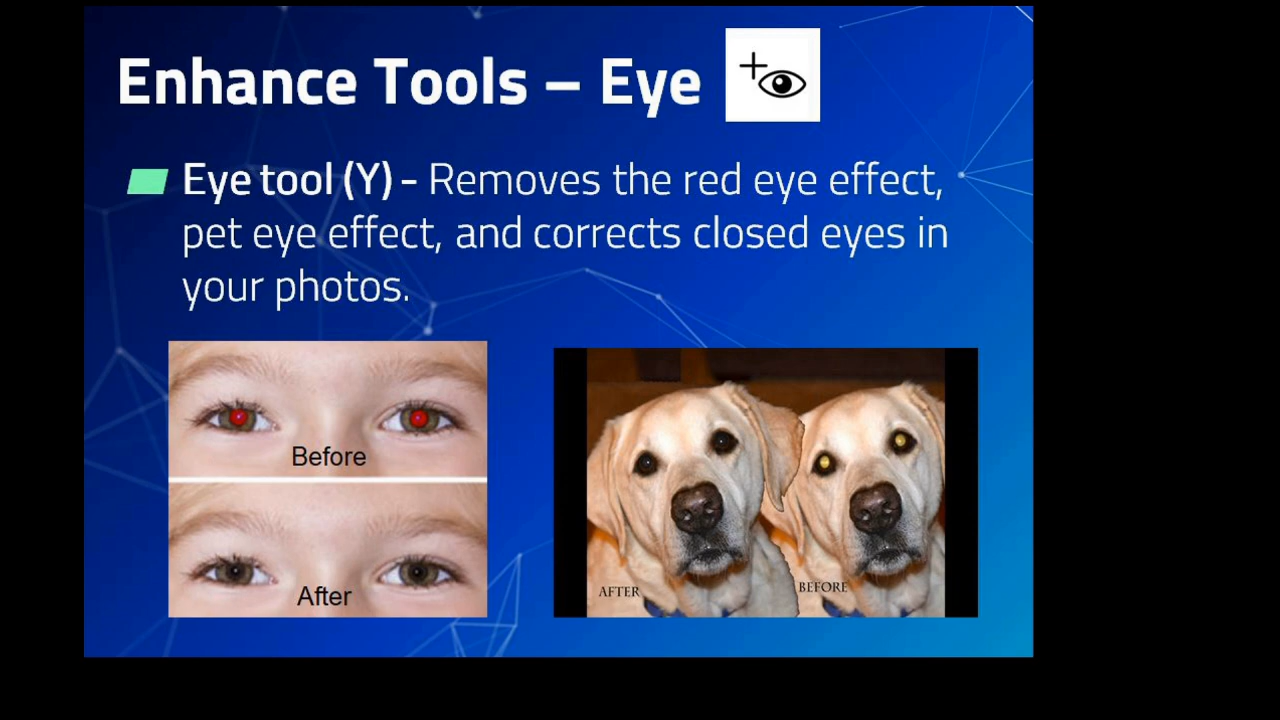 Enhance Tools – Eye
Eye tool (Y) - Removes the red eye effect,
pet eye effect, and corrects closed eyes in
your photos.
Before
After
AFTER
BEFORE